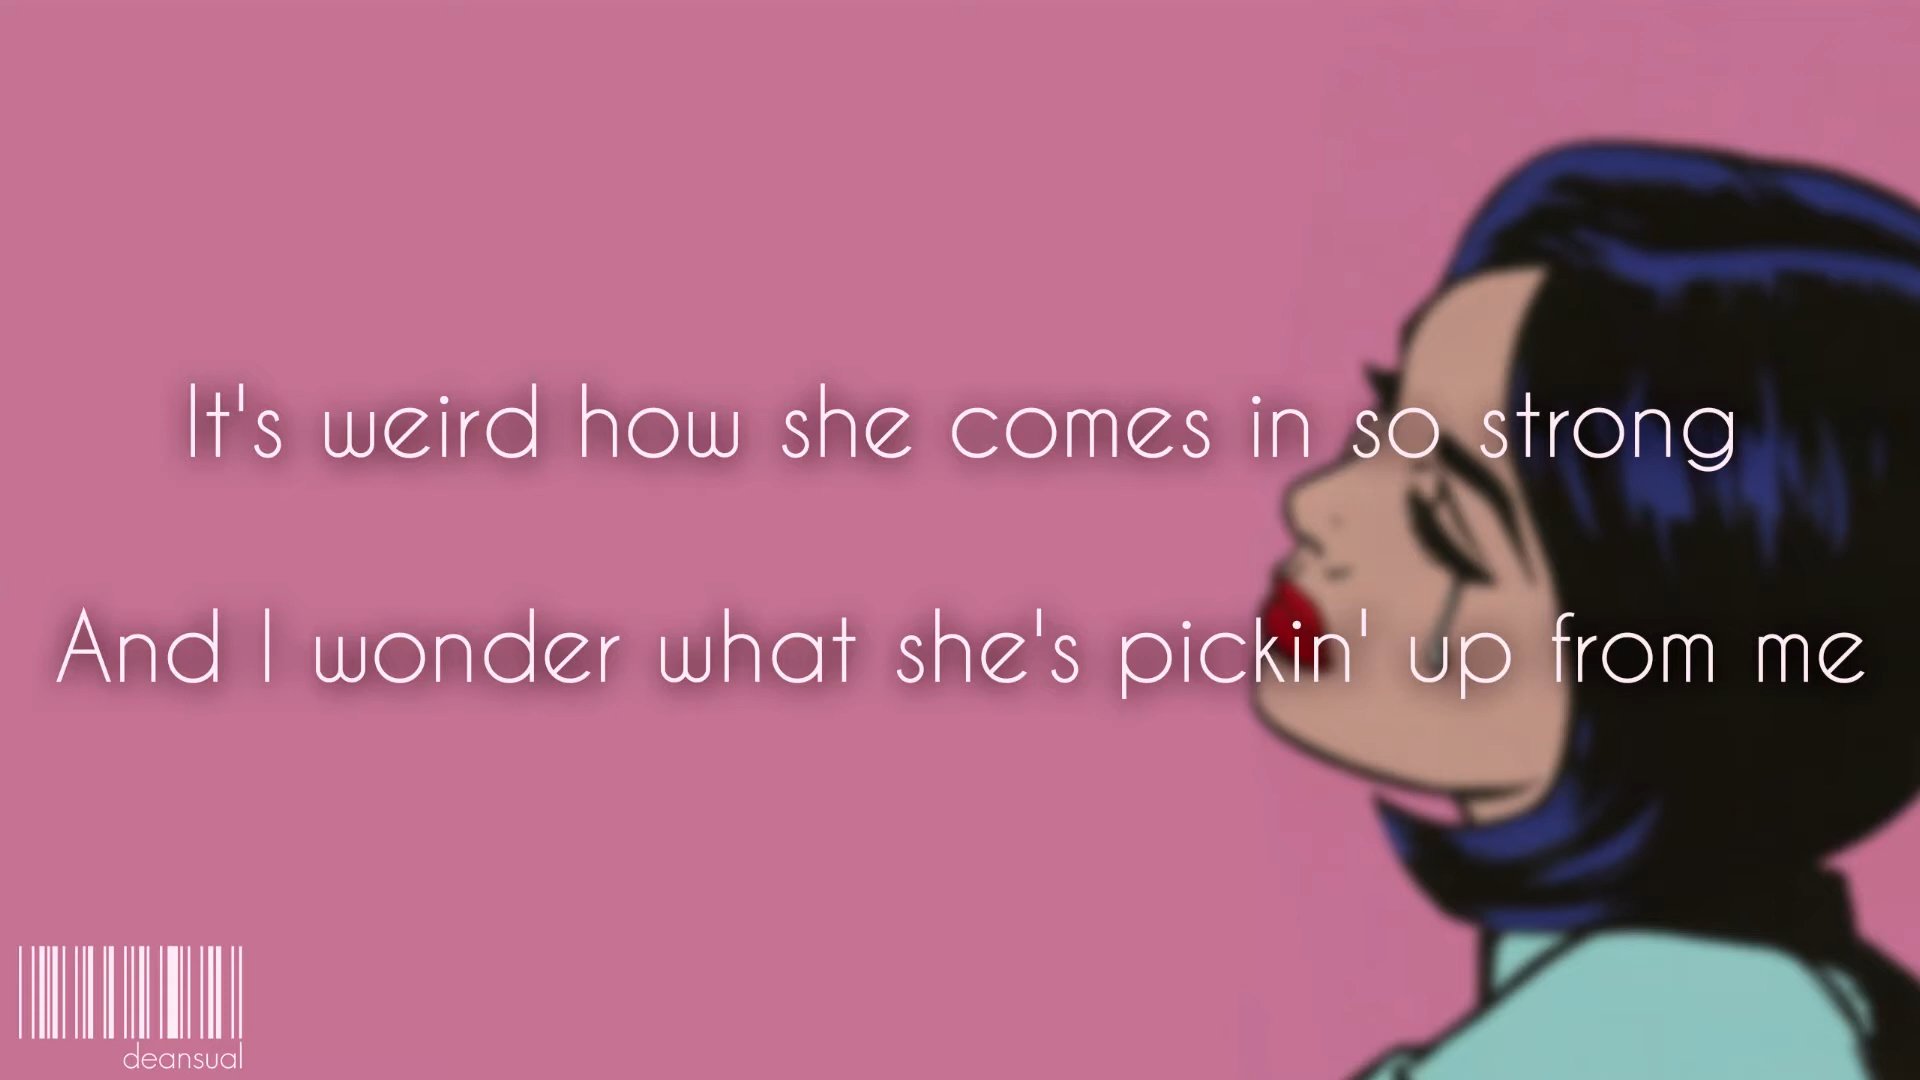 It's weird how she comes in so strong
And I wonder what she's pickin' up from me
deansual